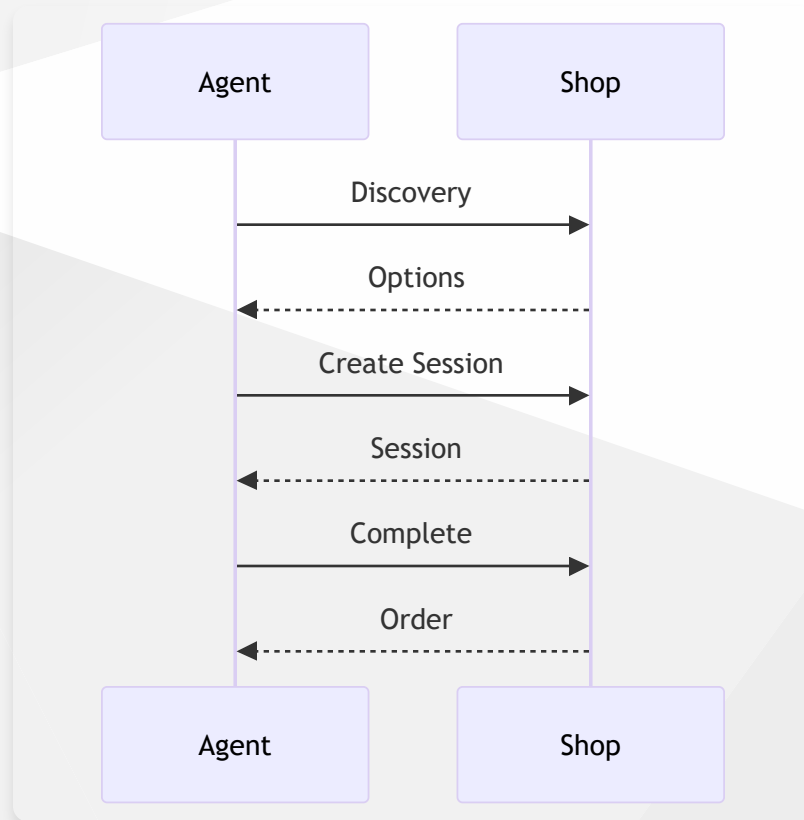 Agent
Shop
Discovery
Options
Create Session
Session
Complete
Order
Agent
Shop